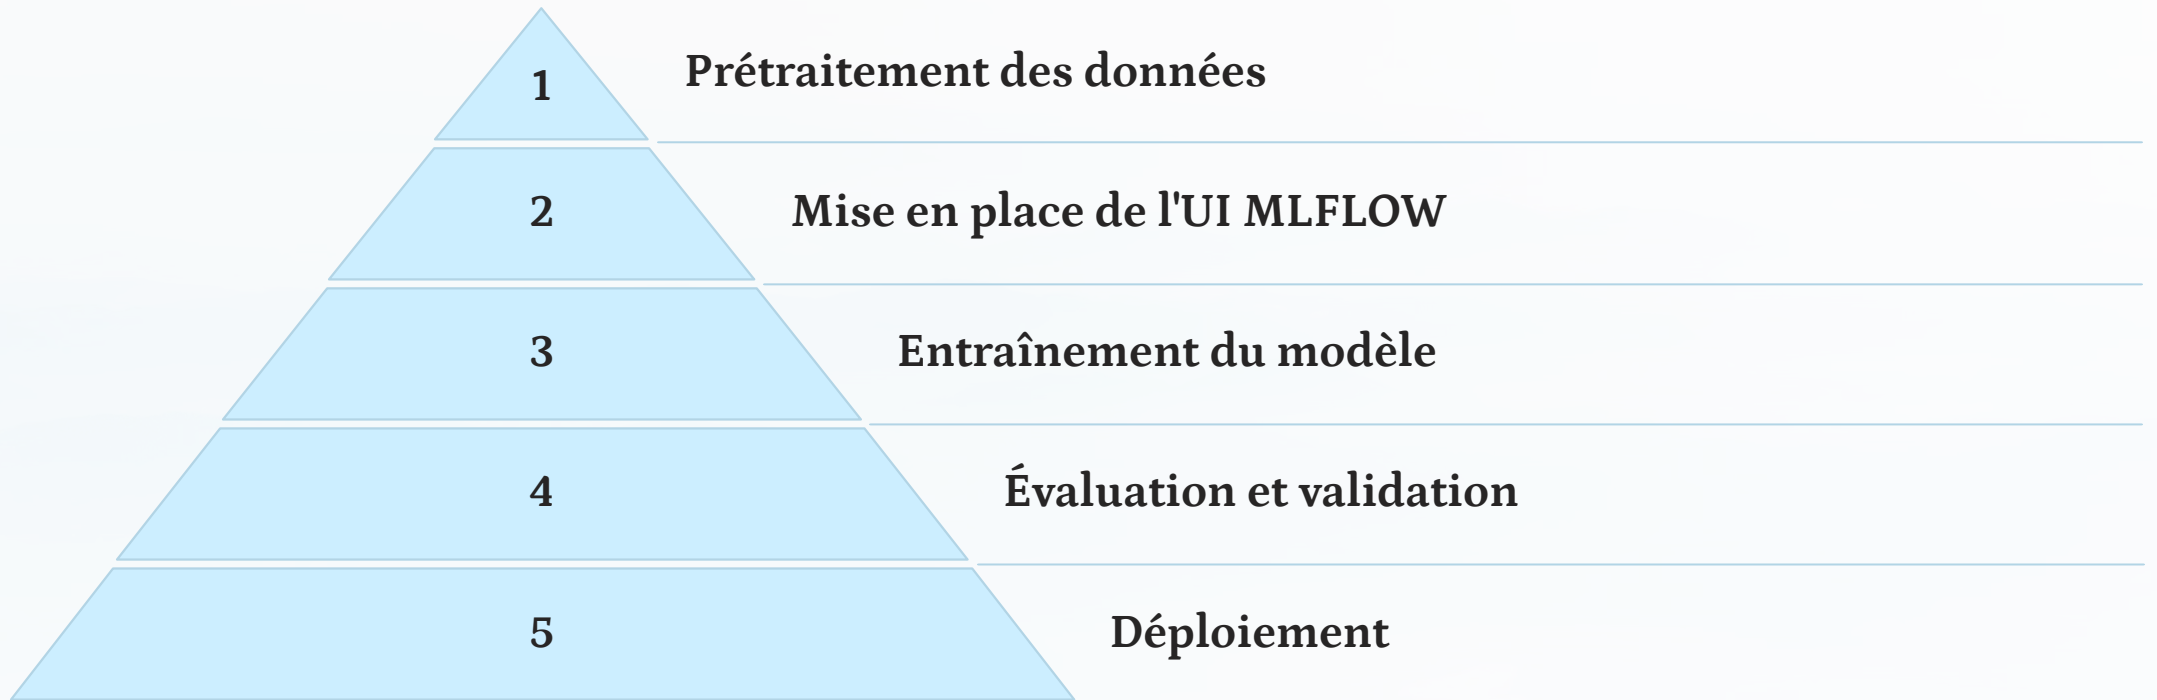 1
Prétraitement des données
2
Mise en place de l'UI MLFLOW
3
Entraînement du modèle
4
Évaluation et validation
5
Déploiement